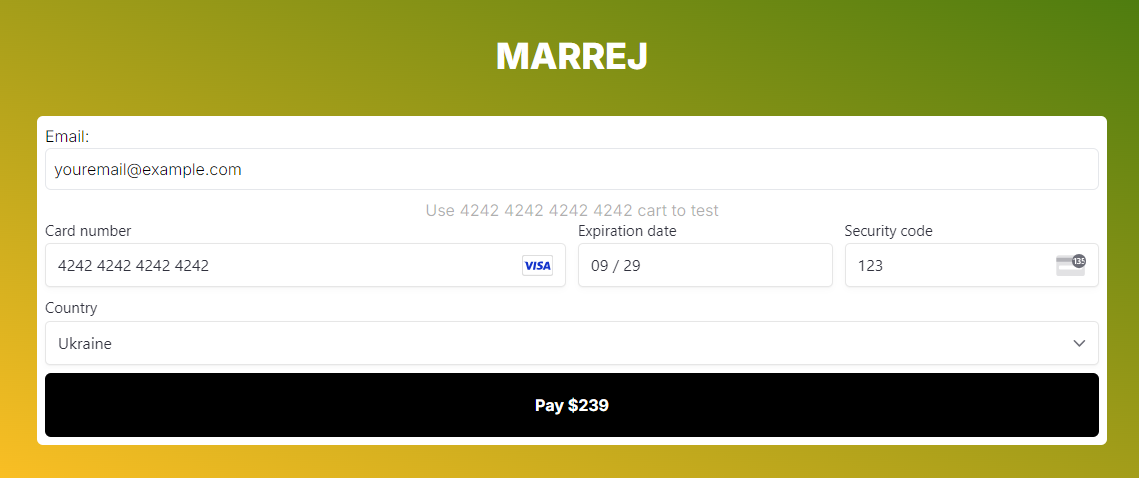 MARREJ
Email:
youremail@example.com
Use 4242 4242 4242 4242 cart to test
Card number Expiration date Security code
4242 4242 4242 4242 VISA 09 / 29 123 135
Country
Ukraine
Pay $239